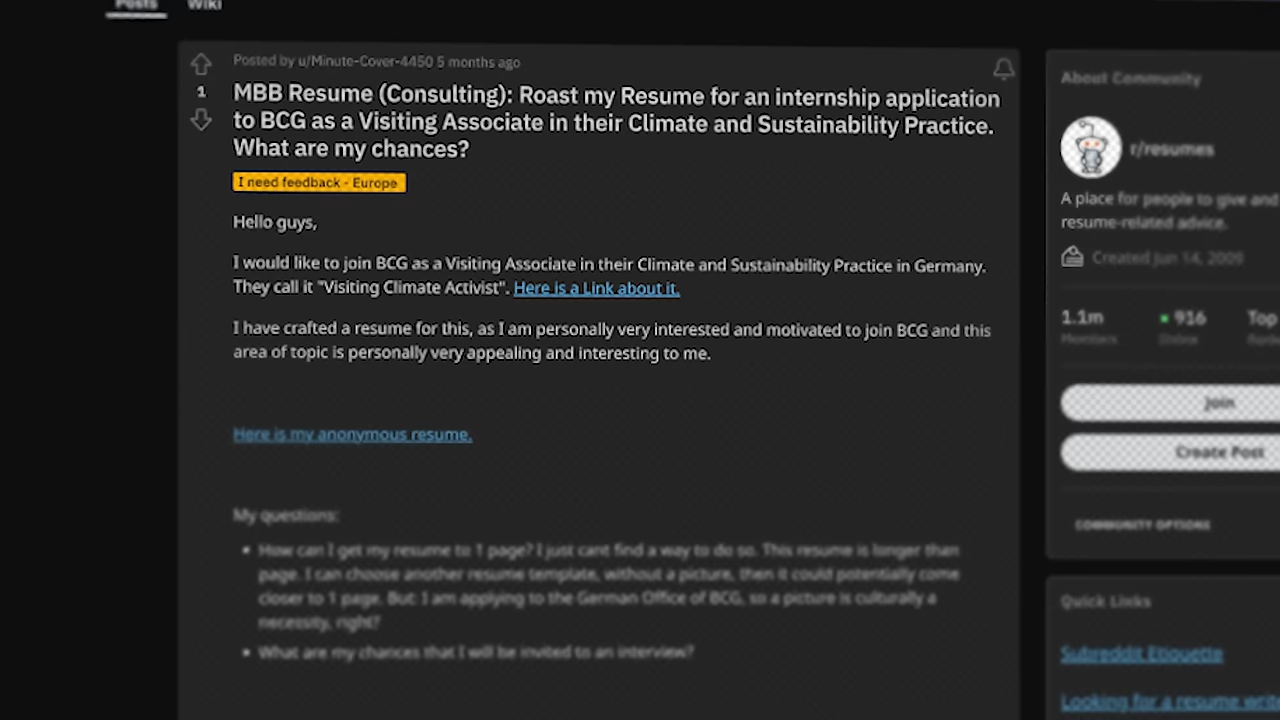 Posts Wiki
Posted by u/Minute-Cover-4450 5 months ago
1
MBB Resume (Consulting): Roast my Resume for an internship application
to BCG as a Visiting Associate in their Climate and Sustainability Practice.
What are my chances?
I need feedback - Europe
Hello guys,
I would like to join BCG as a Visiting Associate in their Climate and Sustainability Practice in Germany.
They call it "Visiting Climate Activist". Here is a Link about it.
I have crafted a resume for this, as I am personally very interested and motivated to join BCG and this
area of topic is personally very appealing and interesting to me.
Here is my anonymous resume.
My questions:
• How can I get my resume to 1 page? I just cant find a way to do so. This resume is longer than
page. I can choose another resume template, without a picture, then it could potentially come
closer to 1 page. But: I am applying to the German Office of BCG, so a picture is culturally a
necessity, right?
• What are my chances that I will be invited to an interview?
About Community
r/resumes
A place for people to give and
resume-related advice.
Created Jun 14, 2009
1.1m 916 Top
Members Online
Join
Create Post
COMMUNITY OPTIONS
Quick Links
Subreddit Etiquette
Looking for a resume write